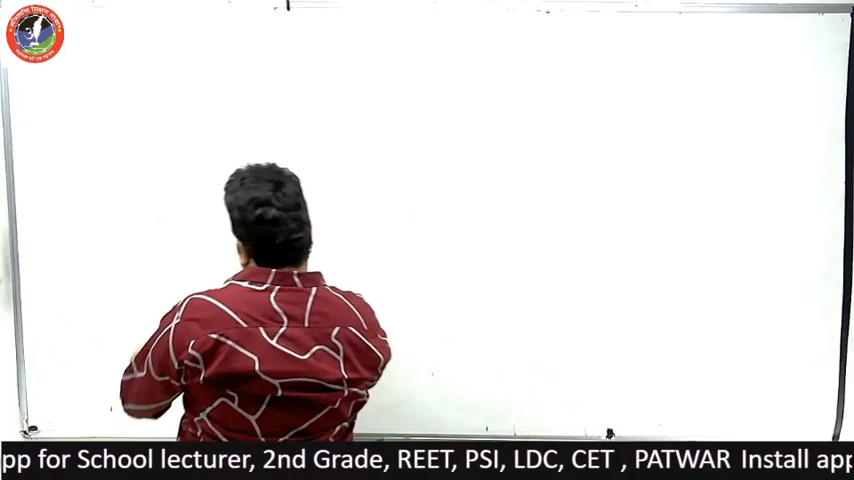 pp for School lecturer, 2nd Grade, REET, PSI, LDC, CET , PATWAR Install app